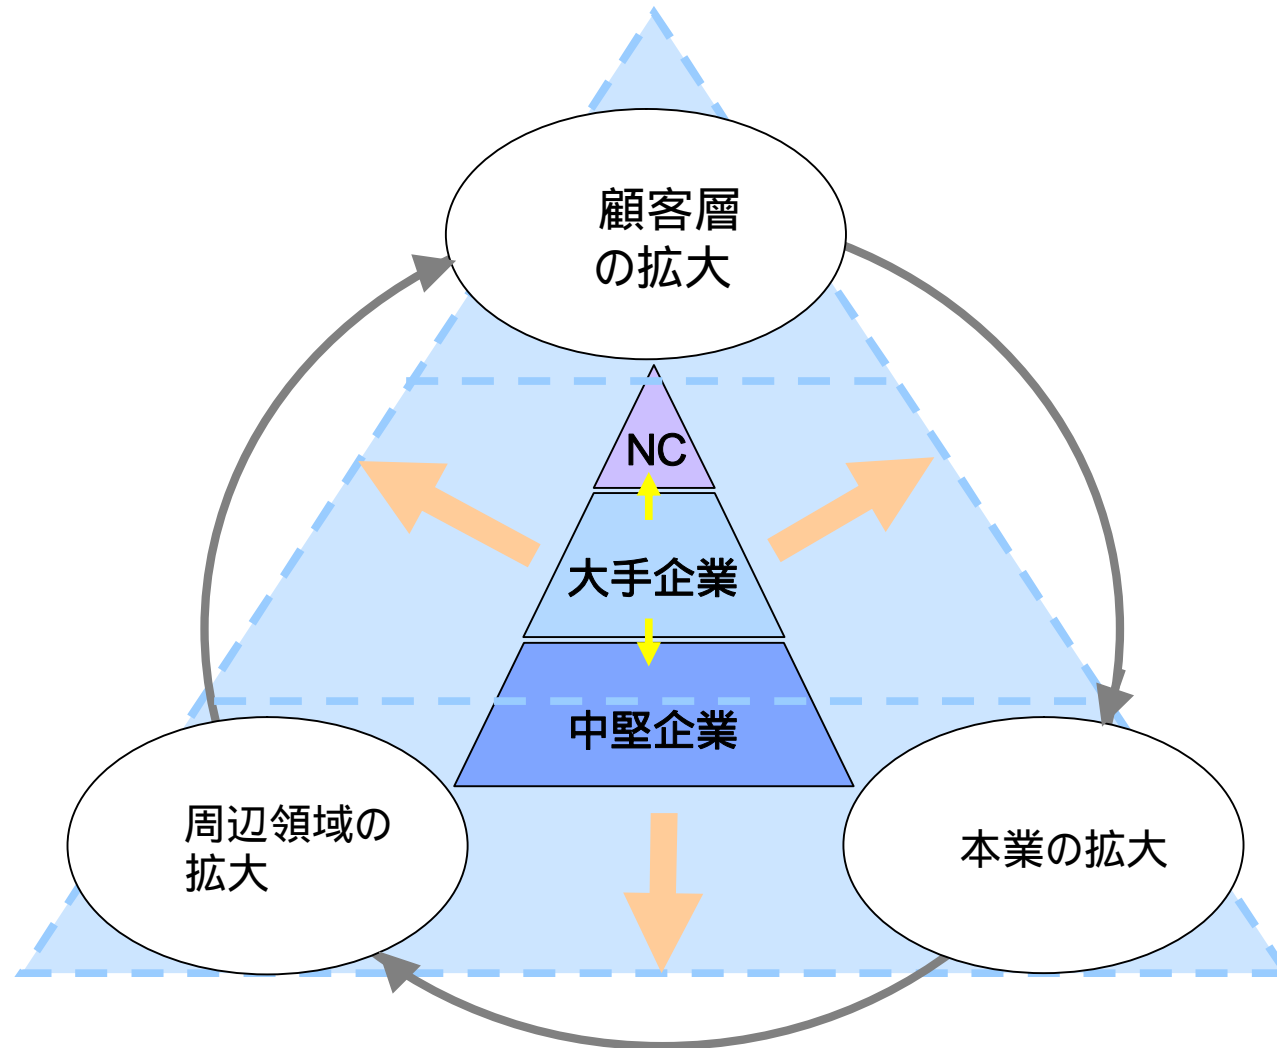 顧客層
の拡大
NC
大手企業
中堅企業
周辺領域の
拡大
本業の拡大